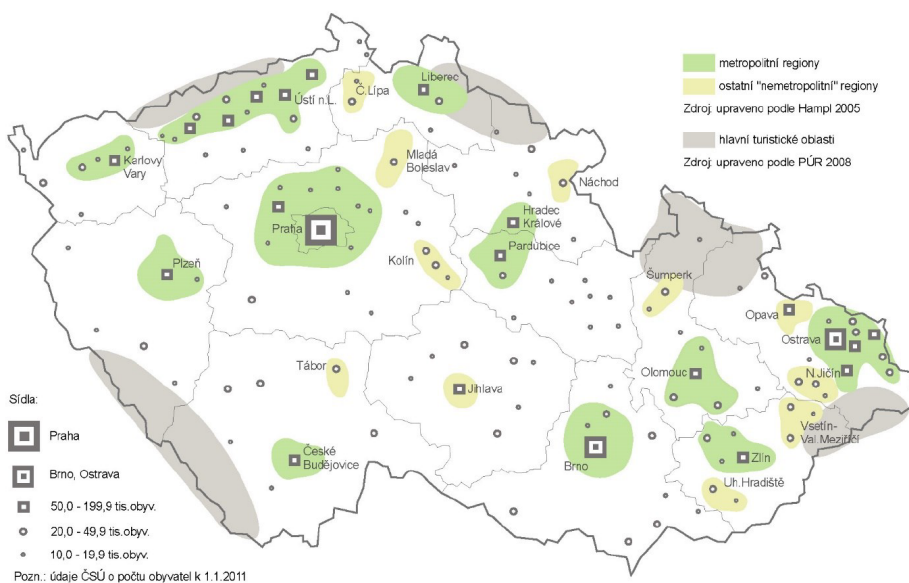 metropolitní regiony
ostatní "nemetropolitní" regiony
Zdroj: upraveno podle Hampl 2005
hlavní turistické oblasti
Zdroj: upraveno podle PÚR 2008
Liberec
Č.Lípa
Ústí n.L.
Karlovy
Vary
Mladá
Boleslav
Náchod
Hradec
Králové
Praha
Pardubice
Plzeň
Kolín
Šumperk
Opava
Ostrava
Tábor
Jihlava
Olomouc
N.Jičín
Vsetín-
Val.Meziříčí
České
Budějovice
Brno
Zlín
Uh.Hradiště
Sídla:
Praha
Brno, Ostrava
50,0 - 199,9 tis.obyv.
20,0 - 49,9 tis.obyv.
10,0 - 19,9 tis.obyv.
Pozn.: údaje ČSÚ o počtu obyvatel k 1.1.2011